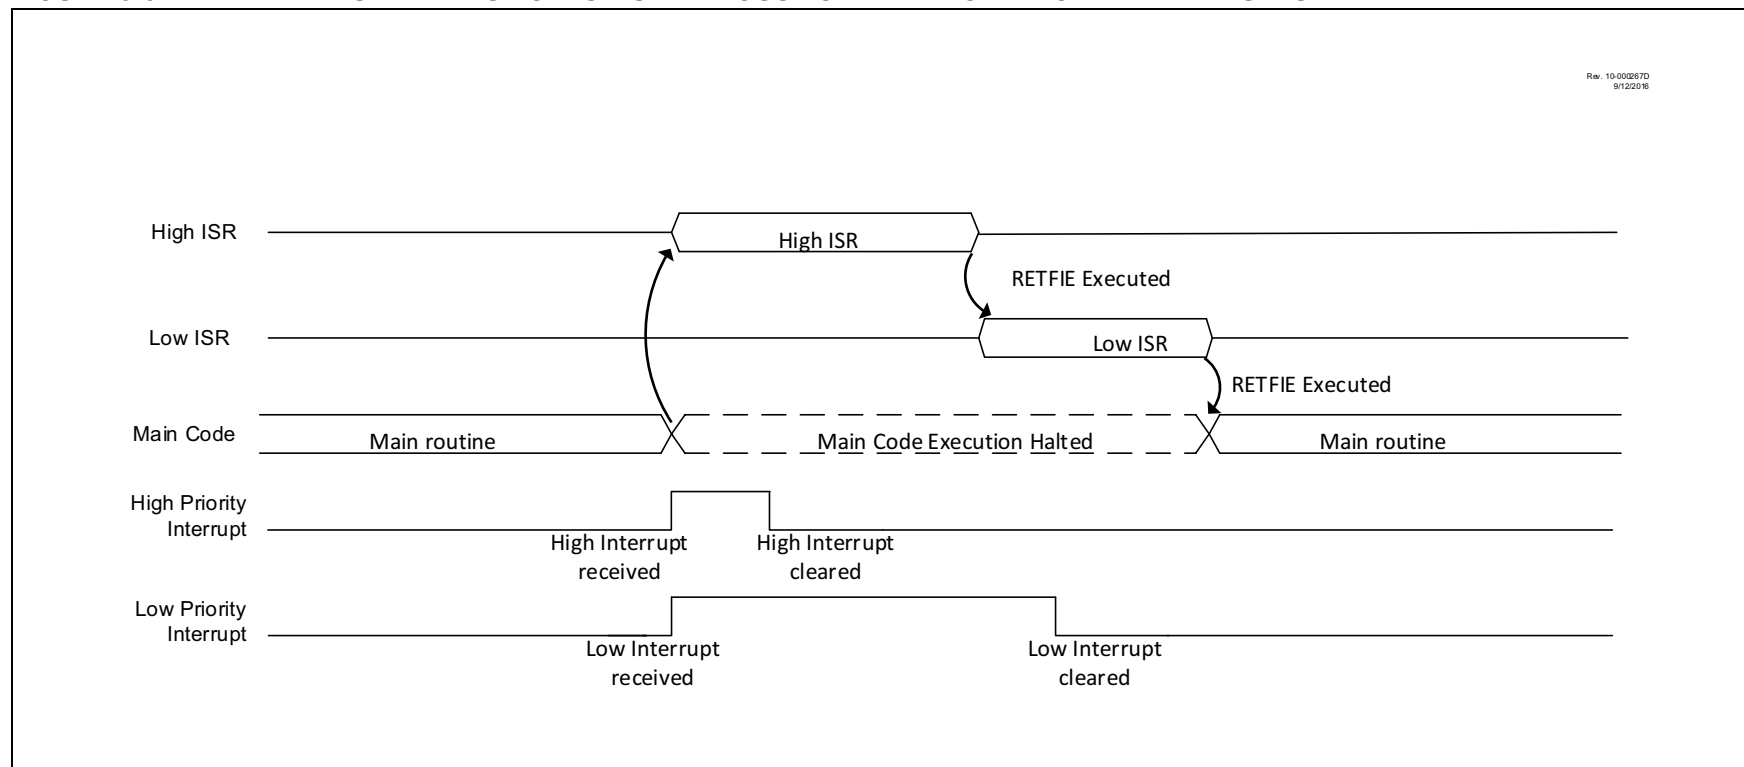 Rev. 10-000267D
9/12/2016
High ISR
High ISR
RETFIE Executed
Low ISR
Low ISR
RETFIE Executed
Main Code
Main routine
Main Code Execution Halted
Main routine
High Priority
Interrupt
High Interrupt
received
High Interrupt
cleared
Low Priority
Interrupt
Low Interrupt
received
Low Interrupt
cleared